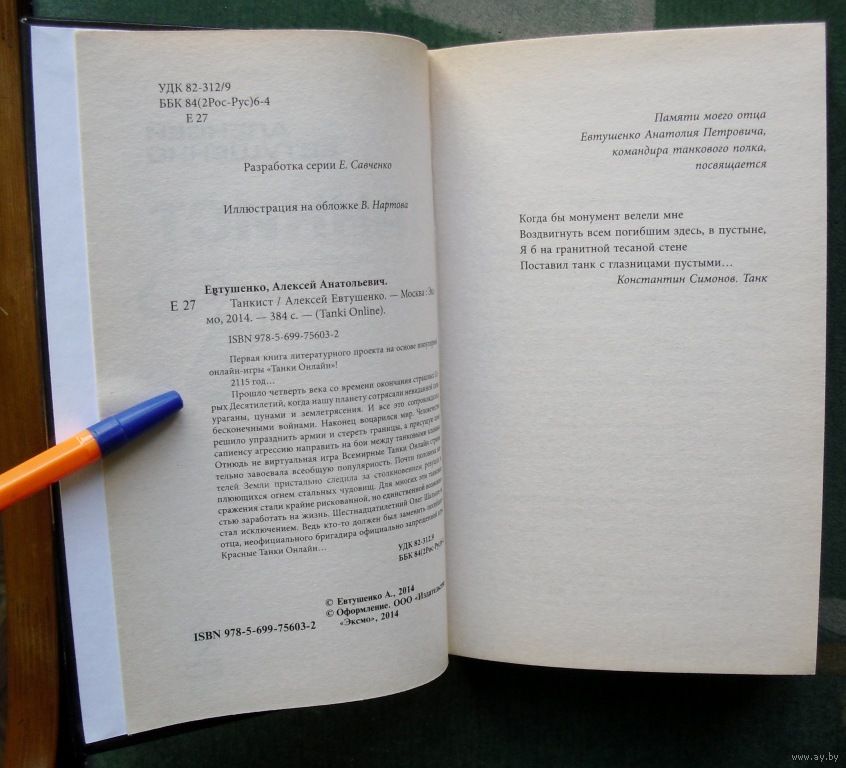 УДК 82-312/9
ББК 84(2Рос-Рус)6-4
Е 27
Разработка серии Е. Савченко
Иллюстрация на обложке В. Нартова
Евтушенко, Алексей Анатольевич.
Е 27 Танкист / Алексей Евтушенко. — Москва : Экс
мо, 2014. — 384 с. — (Tanki Online).
ISBN 978-5-699-75603-2
Первая книга литературного проекта на основе популярной
онлайн-игры «Танки Онлайн»!
2115 год…
Прошло четверть века со времени окончания страшных
рых Десятилетий, когда нашу планету сотрясали невиданной
ураганы, цунами и землетрясения. И все это сопровождалось
бесконечными войнами. Наконец воцарился мир. Человечество
решило упразднить армии и стереть границы, а присущую
сапиенсу агрессию направить на бои между танковыми
Отнюдь не виртуальная игра Всемирные Танки Онлайн
тельно завоевала всеобщую популярность. Почти половина
телей Земли пристально следила за столкновением
плюющихся огнем стальных чудовищ. Для многих эти
сражения стали крайне рискованной, но единственной
стью заработать на жизнь. Шестнадцатилетний Олег
стал исключением. Ведь кто-то должен был заменить
отца, неофициального бригадира официально запрещенной
Красные Танки Онлайн…
УДК 82-312.9
ББК 84(2Рос-Рус)
© Евтушенко А., 2014
© Оформление. ООО «Издательство
«Эксмо», 2014
ISBN 978-5-699-75603-2
Памяти моего отца
Евтушенко Анатолия Петровича,
командира танкового полка,
посвящается
Когда бы монумент велели мне
Воздвигнуть всем погибшим здесь, в пустыне,
Я б на гранитной тесаной стене
Поставил танк с глазницами пустыми…
Константин Симонов. Танк
www.ay.by